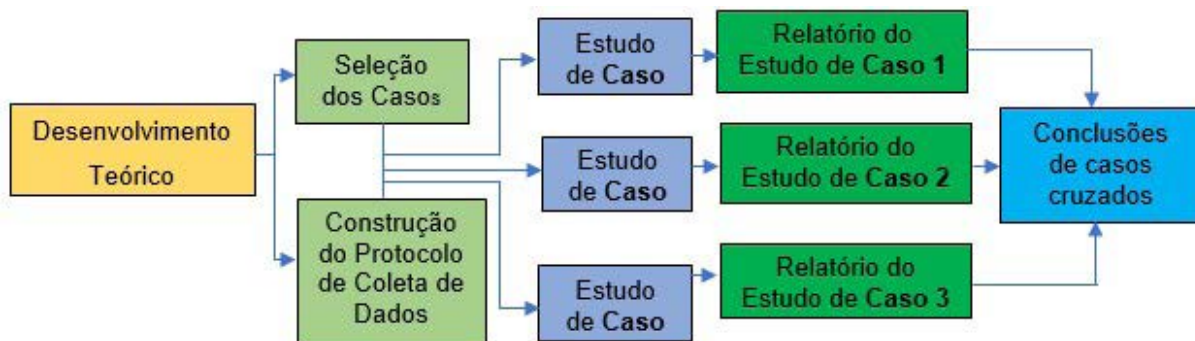 Desenvolvimento
Teórico
Seleção
dos Casos
Construção
do Protocolo
de Coleta de
Dados
Estudo
de Caso
Relatório do
Estudo de Caso 1
Estudo
de Caso
Relatório do
Estudo de Caso 2
Estudo
de Caso
Relatório do
Estudo de Caso 3
Conclusões
de casos
cruzados